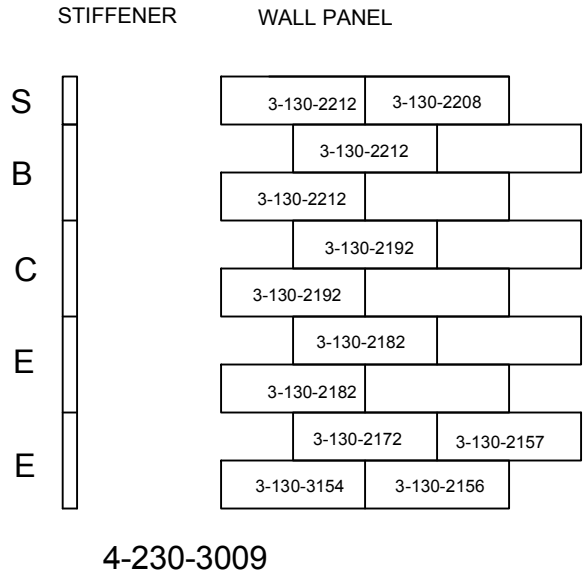 STIFFENER WALL PANEL
S 3-130-2212 3-130-2208
3-130-2212
B
3-130-2212
3-130-2192
C
3-130-2192
3-130-2182
E
3-130-2182
3-130-2172 3-130-2157
E
3-130-3154 3-130-2156
4-230-3009